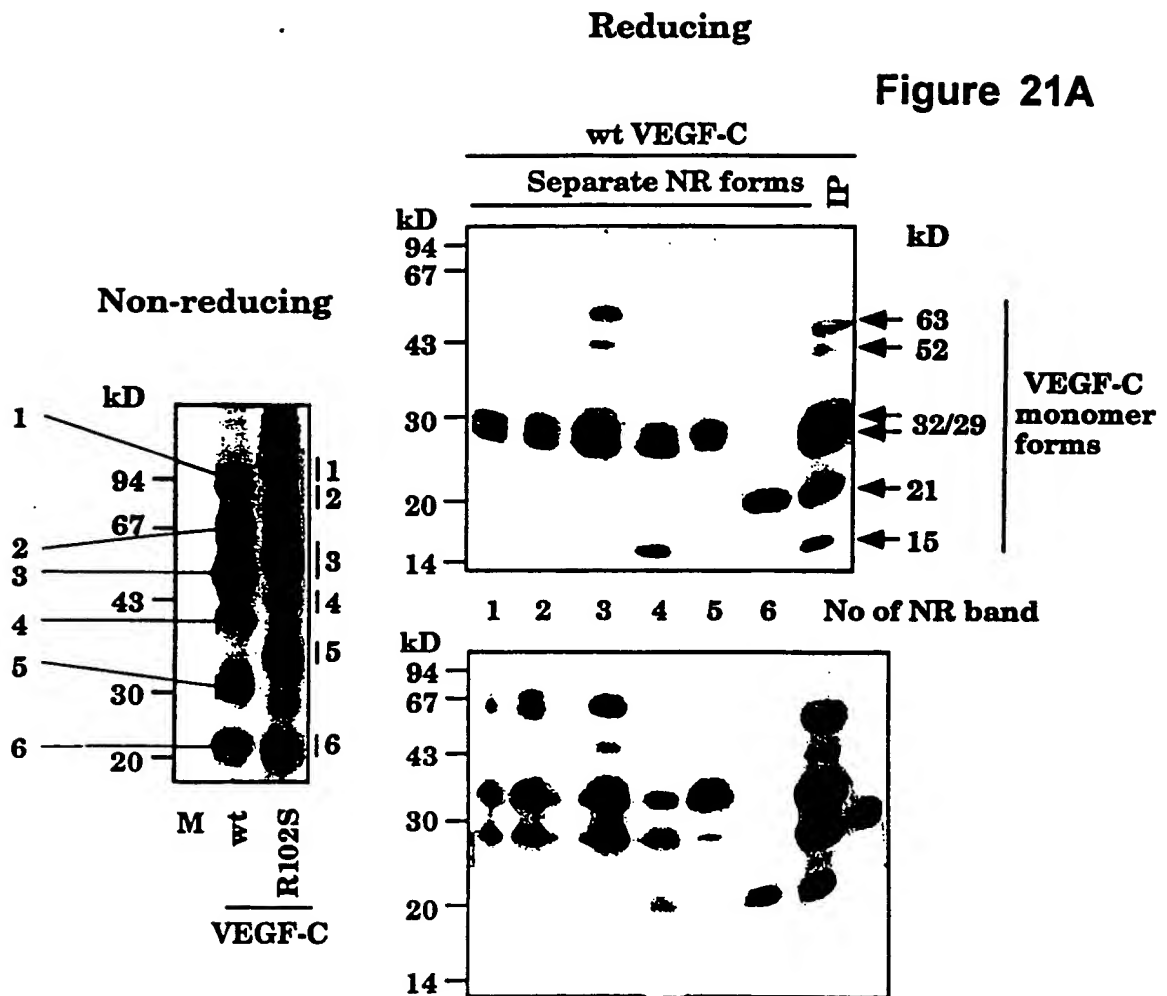 Reducing
Figure 21A
wt VEGF-C
Separate NR forms
IP
kD
94
67
43
30
20
14
kD
63
52
32/29
21
15
VEGF-C
monomer
forms
1 2 3 4 5 6 No of NR band
kD
94
67
43
30
20
14
Non-reducing
kD
94
67
43
30
20
1
2
3
4
5
6
1
2
3
4
5
6
M
wt
R102S
VEGF-C